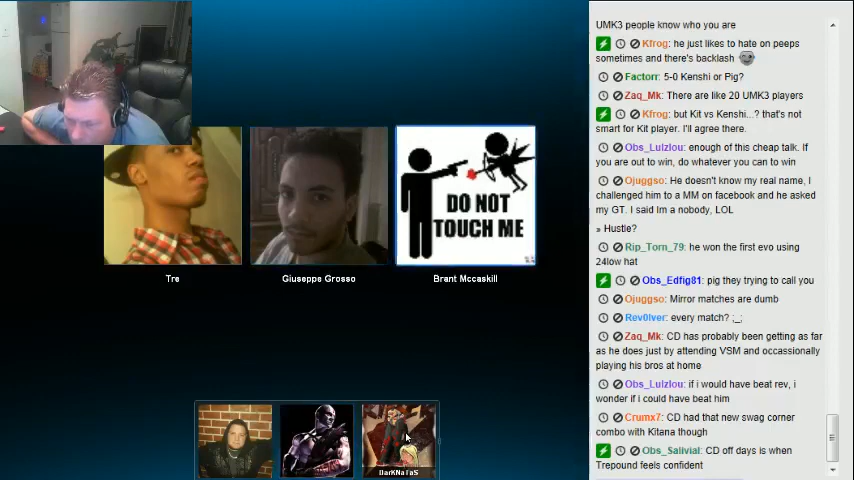 DO NOT
TOUCH ME
Tre
Giuseppe Grosso
Brant Mccaskill
DarKNaTaS
UMK3 people know who you are
Kfrog: he just likes to hate on peeps
sometimes and there's backlash
Factorr: 5-0 Kenshi or Pig?
Zaq_Mk: There are like 20 UMK3 players
Kfrog: but Kit vs Kenshi...? that's not
smart for Kit player. I'll agree there.
Obs_Lulzlou: enough of this cheap talk. If
you are out to win, do whatever you can to win
Ojuggso: He doesn't know my real name, I
challenged him to a MM on facebook and he asked
my GT. I said Im a nobody, LOL
» Hustle?
Rip_Torn_79: he won the first evo using
24low hat
Obs_Edfig81: pig they trying to call you
Ojuggso: Mirror matches are dumb
Rev0lver: every match? ;_;
Zaq_Mk: CD has probably been getting as far
as he does just by attending VSM and occassionally
playing his bros at home
Obs_Lulzlou: if i would have beat rev, i
wonder if i could have beat him
Crumx7: CD had that new swag corner
combo with Kitana though
Obs_Salivial: CD off days is when
Trepound feels confident